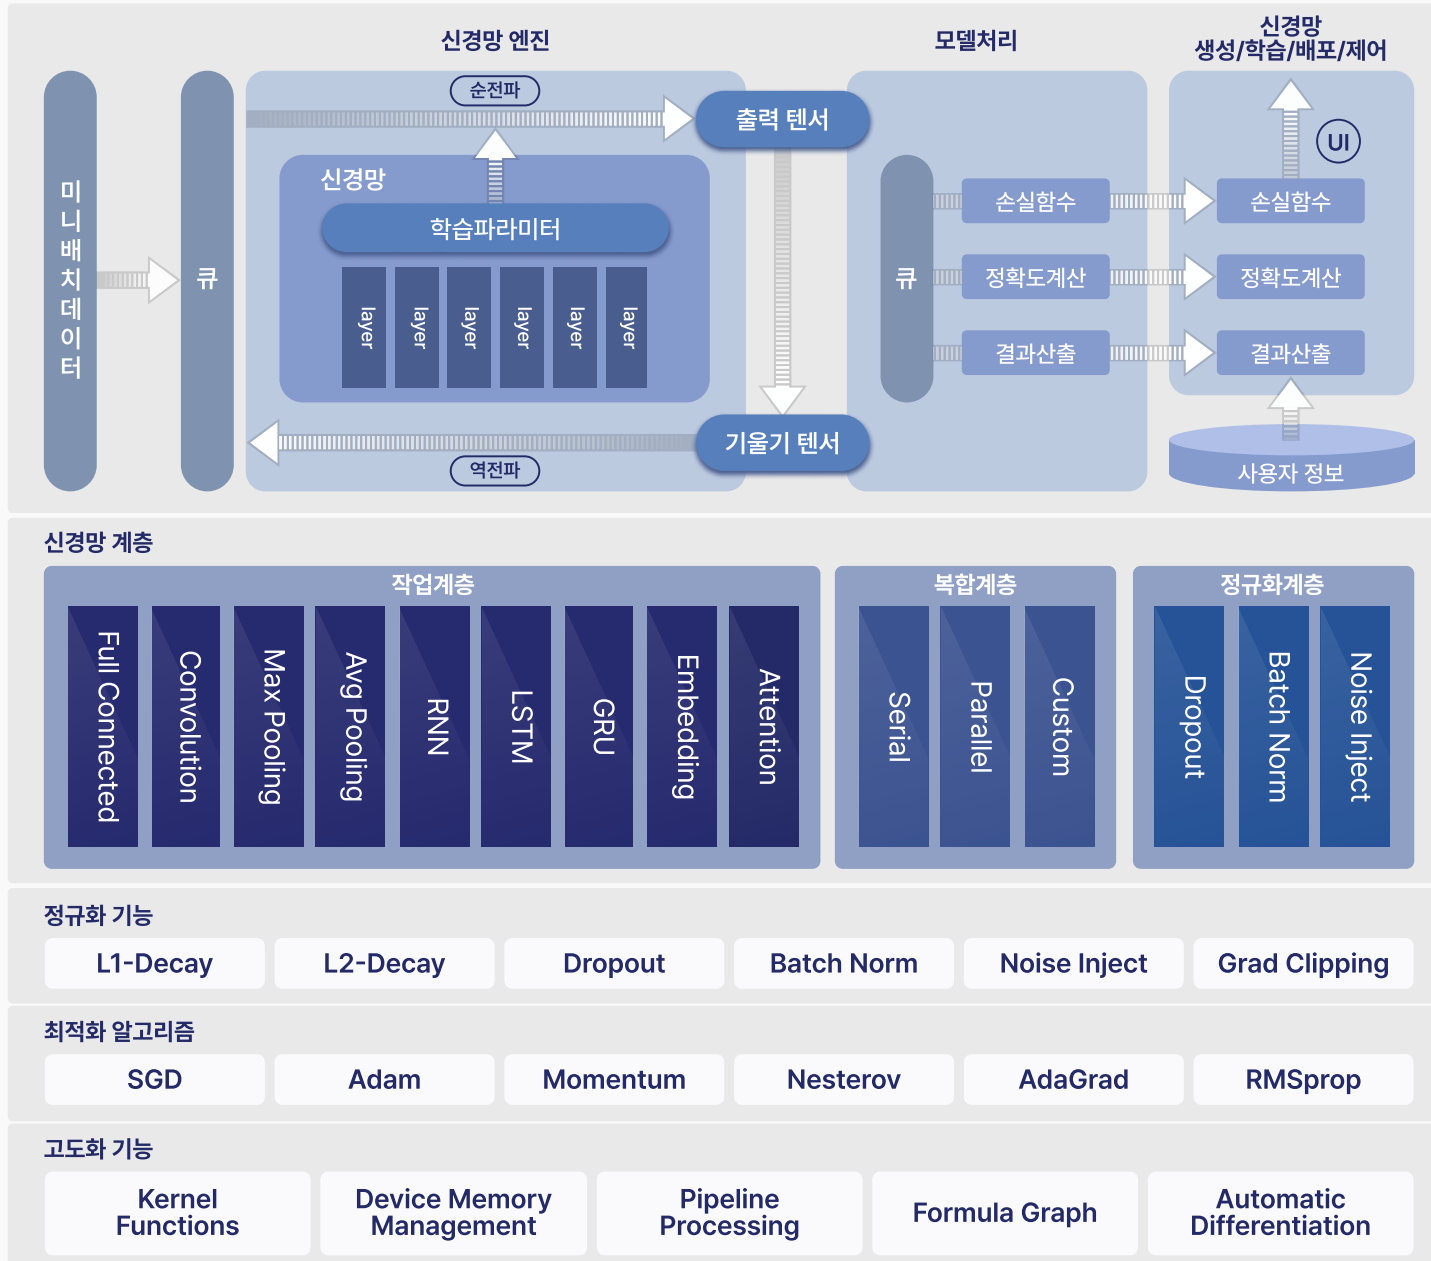 신경망 엔진
모델처리
신경망
생성/학습/배포/제어
미니배치데이터
큐
순전파
출력 텐서
신경망
학습파라미터
layer
layer
layer
layer
layer
layer
역전파
기울기 텐서
큐
손실함수
정확도계산
결과산출
UI
손실함수
정확도계산
결과산출
사용자 정보
신경망 계층
작업계층
Full Connected
Convolution
Max Pooling
Avg Pooling
RNN
LSTM
GRU
Embedding
Attention
복합계층
Serial
Parallel
Custom
정규화계층
Dropout
Batch Norm
Noise Inject
정규화 기능
L1-Decay
L2-Decay
Dropout
Batch Norm
Noise Inject
Grad Clipping
최적화 알고리즘
SGD
Adam
Momentum
Nesterov
AdaGrad
RMSprop
고도화 기능
Kernel
Functions
Device Memory
Management
Pipeline
Processing
Formula Graph
Automatic
Differentiation